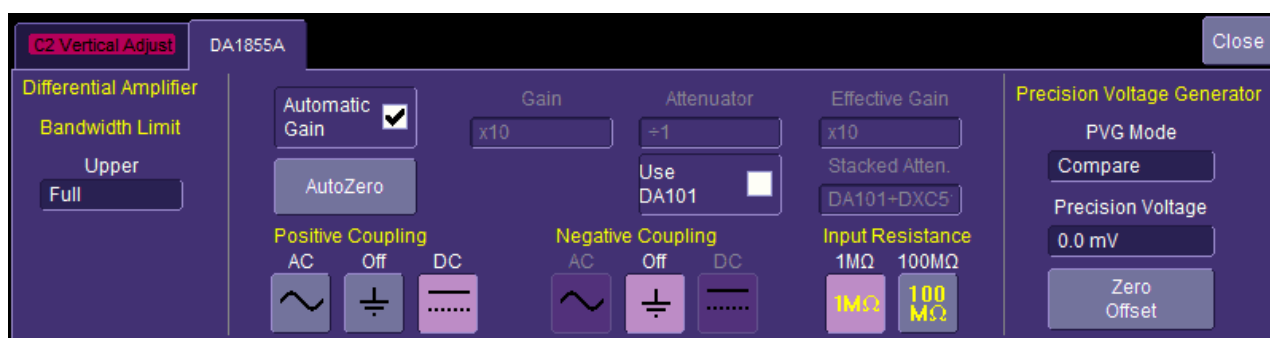 C2 Vertical Adjust
DA1855A
Close
Differential Amplifier
Bandwidth Limit
Upper
Full
Automatic
Gain
AutoZero
Gain
x10
Attenuator
÷1
Use
DA101
Effective Gain
x10
Stacked Atten.
DA101+DXC5
Positive Coupling
AC Off DC
Negative Coupling
AC Off DC
Input Resistance
1MΩ 100MΩ
1MΩ
100
MΩ
Precision Voltage Generator
PVG Mode
Compare
Precision Voltage
0.0 mV
Zero
Offset